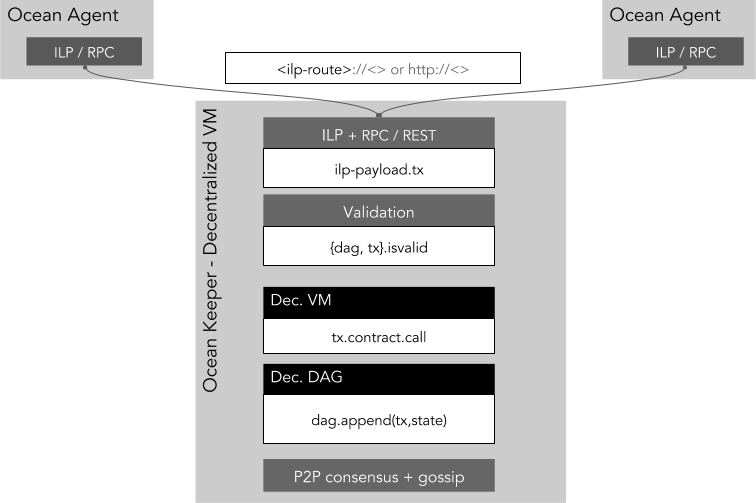 Ocean Agent
ILP / RPC
Ocean Agent
ILP / RPC
<ilp-route>://<> or http://<>
Ocean Keeper - Decentralized VM
ILP + RPC / REST
ilp-payload.tx
Validation
{dag, tx}.isvalid
Dec. VM
tx.contract.call
Dec. DAG
dag.append(tx,state)
P2P consensus + gossip